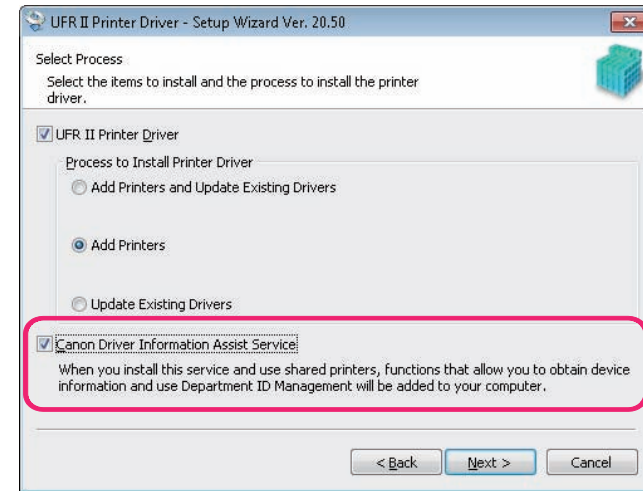 UFR II Printer Driver - Setup Wizard Ver. 20.50
Select Process
Select the items to install and the process to install the printer
driver.
UFR II Printer Driver
Process to Install Printer Driver
Add Printers and Update Existing Drivers
Add Printers
Update Existing Drivers
Canon Driver Information Assist Service
When you install this service and use shared printers, functions that allow you to obtain device
information and use Department ID Management will be added to your computer.
< Back Next > Cancel